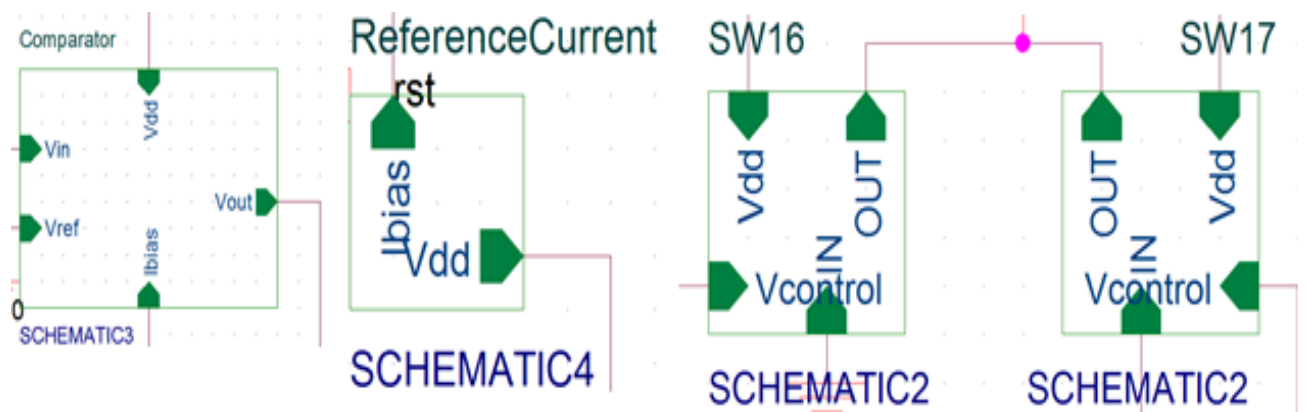 Comparator
Vdd
Vin
Vout
Vref
Ibias
0
SCHEMATIC3
ReferenceCurrent
rst
Ibias
Vdd
SCHEMATIC4
SW16
Vdd
OUT
IN
Vcontrol
SCHEMATIC2
SW17
OUT
Vdd
IN
Vcontrol
SCHEMATIC2